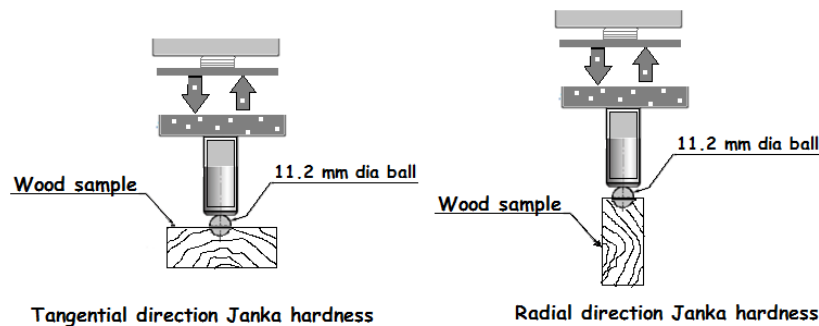 11.2 mm dia ball
Wood sample
Tangential direction Janka hardness
11.2 mm dia ball
Wood sample
Radial direction Janka hardness